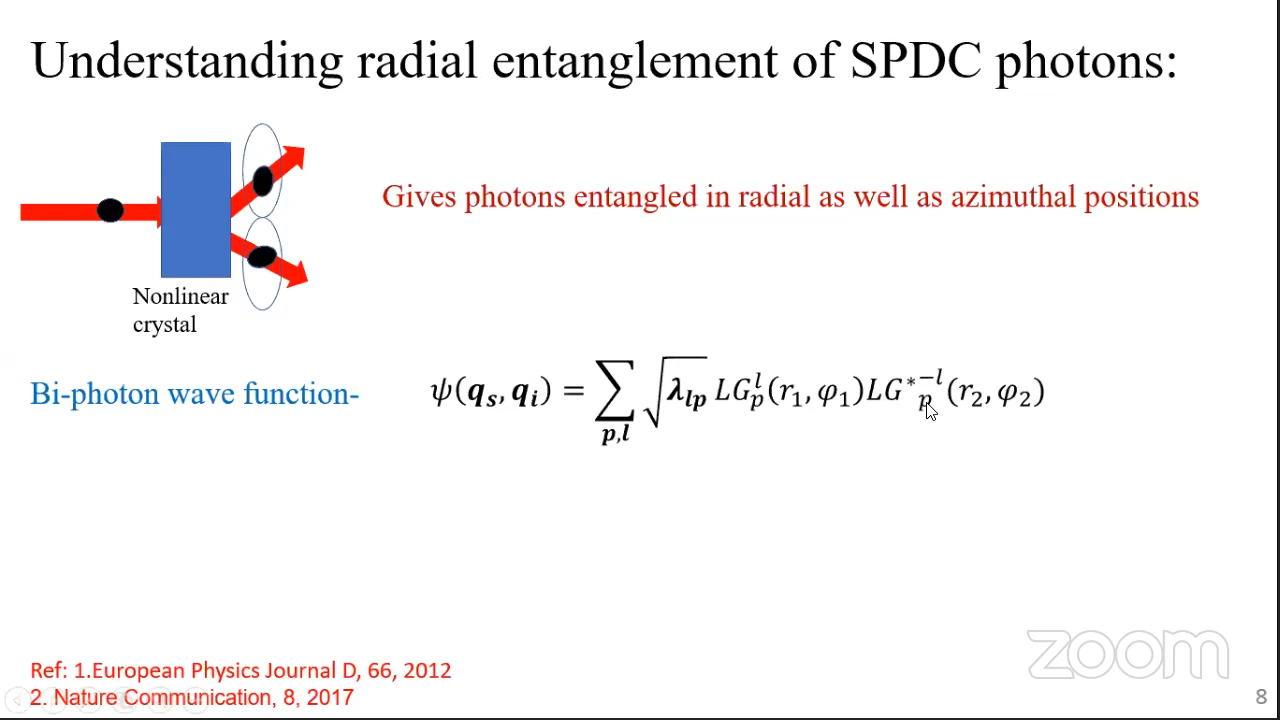 Understanding radial entanglement of SPDC photons:
Gives photons entangled in radial as well as azimuthal positions
Nonlinear
crystal
Bi-photon wave function-
ψ(q_s, q_i) = ∑_{p,l} √λ_{lp} LG_p^l(r_1, φ_1)LG*_p^{-l}(r_2, φ_2)
Ref: 1.European Physics Journal D, 66, 2012
2. Nature Communication, 8, 2017
zoom
8